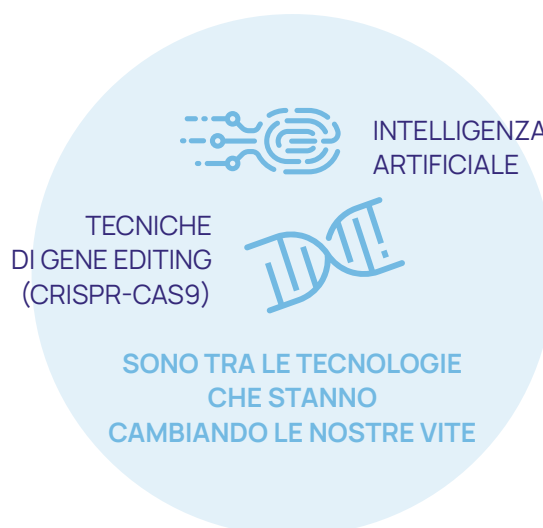 INTELLIGENZA
ARTIFICIALE
TECNICHE
DI GENE EDITING
(CRISPR-CAS9)
SONO TRA LE TECNOLOGIE
CHE STANNO
CAMBIANDO LE NOSTRE VITE